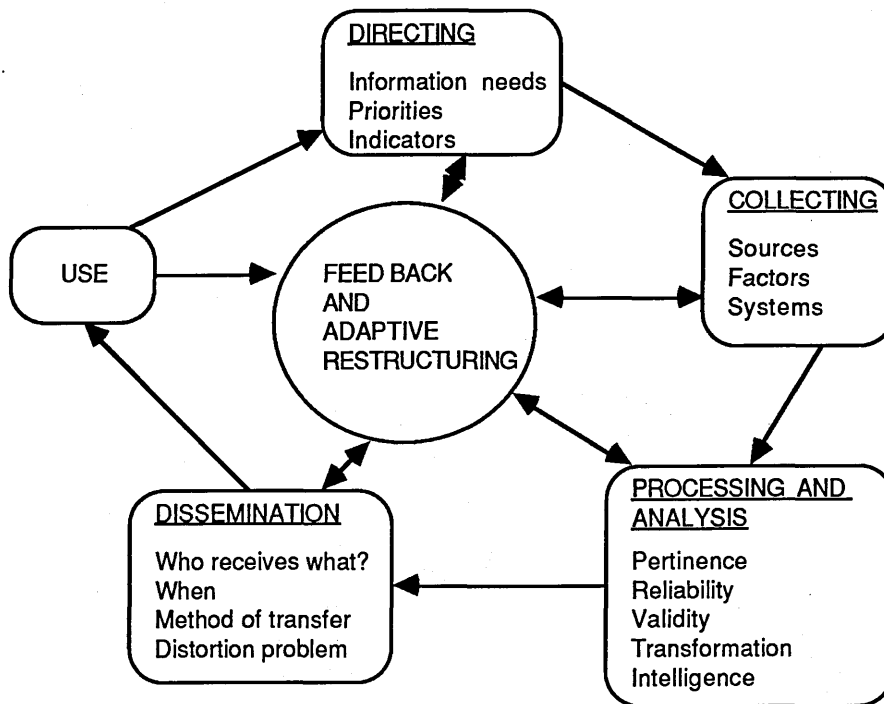 DIRECTING
Information needs
Priorities
Indicators
COLLECTING
Sources
Factors
Systems
USE
FEED BACK
AND
ADAPTIVE
RESTRUCTURING
PROCESSING AND
ANALYSIS
Pertinence
Reliability
Validity
Transformation
Intelligence
DISSEMINATION
Who receives what?
When
Method of transfer
Distortion problem